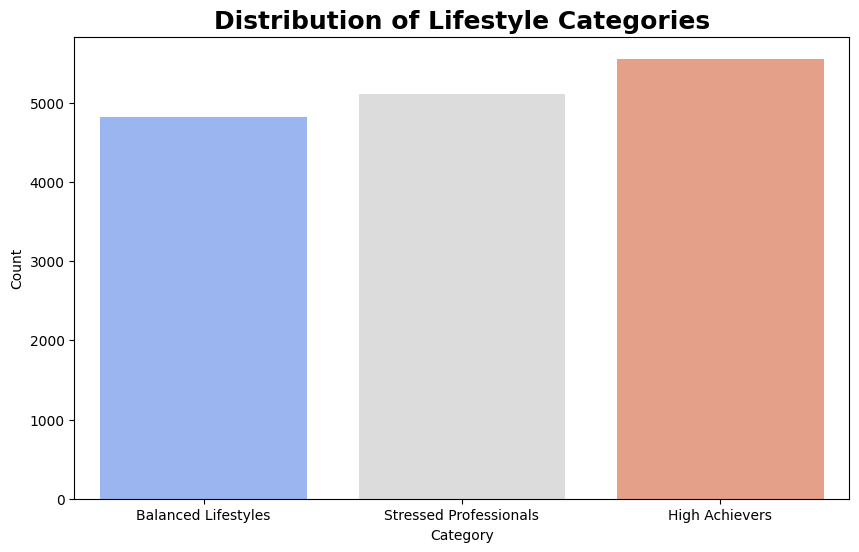 Distribution of Lifestyle Categories
5000
4000
3000
2000
1000
0
Count
Balanced Lifestyles
Stressed Professionals
High Achievers
Category